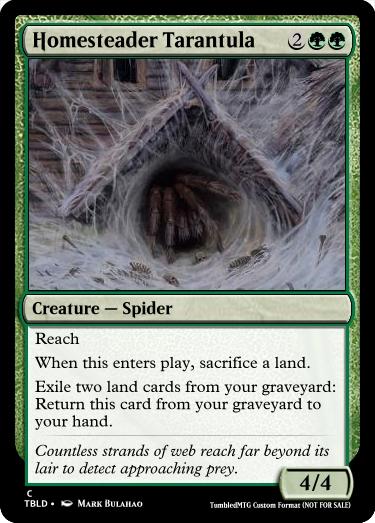 Homesteader Tarantula 2
Creature — Spider
Reach
When this enters play, sacrifice a land.
Exile two land cards from your graveyard:
Return this card from your graveyard to
your hand.
Countless strands of web reach far beyond its
lair to detect approaching prey.
4/4
C
TBLD • Mark Bulahao
TumbledMTG Custom Format (NOT FOR SALE)